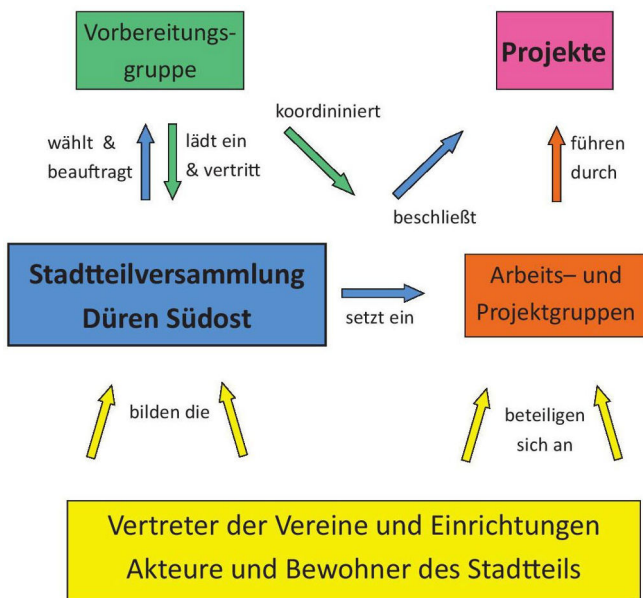 Vorbereitungs-
gruppe
Projekte
wählt &
beauftragt
lädt ein
& vertritt
koordininiert
beschließt
führen
durch
Stadtteilversammlung
Düren Südost
setzt ein
Arbeits– und
Projektgruppen
bilden die
beteiligen
sich an
Vertreter der Vereine und Einrichtungen
Akteure und Bewohner des Stadtteils